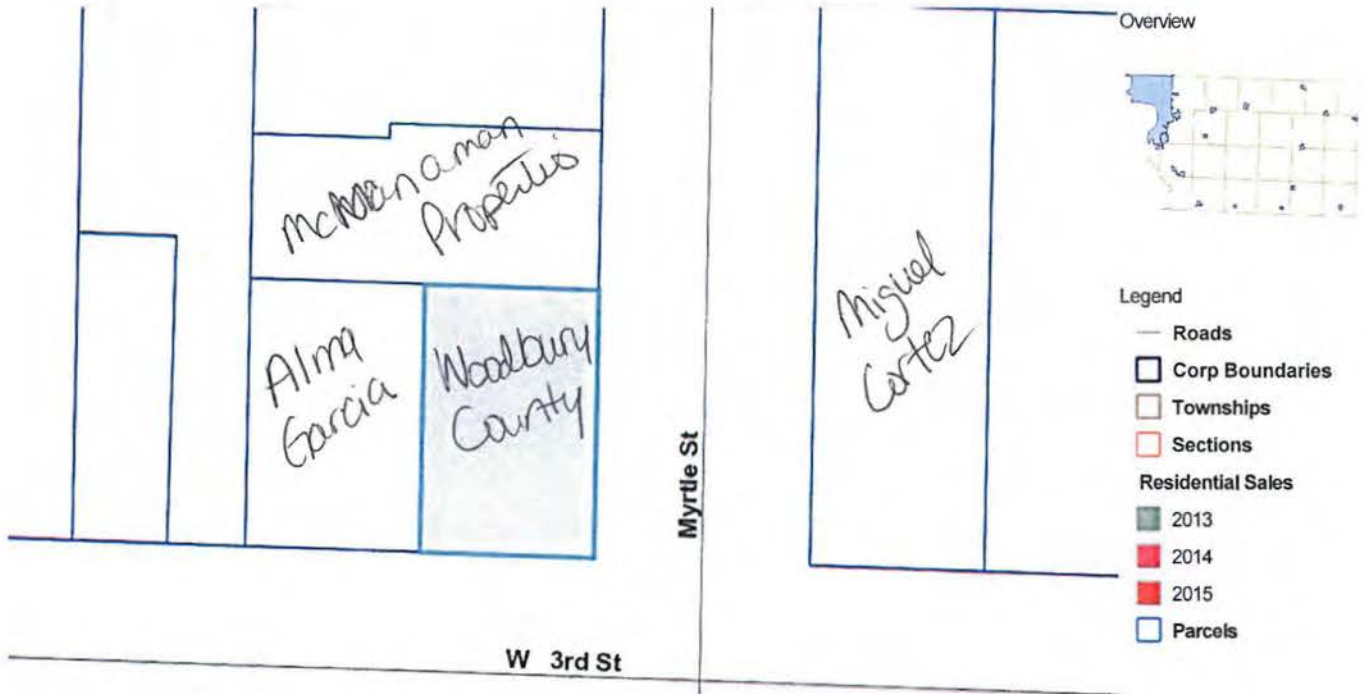 Overview
McManaman
Properties
Alma
Garcia
Woodbury
County
Miguel
Cortez
Myrtle St
W 3rd St
Legend
Roads
Corp Boundaries
Townships
Sections
Residential Sales
2013
2014
2015
Parcels